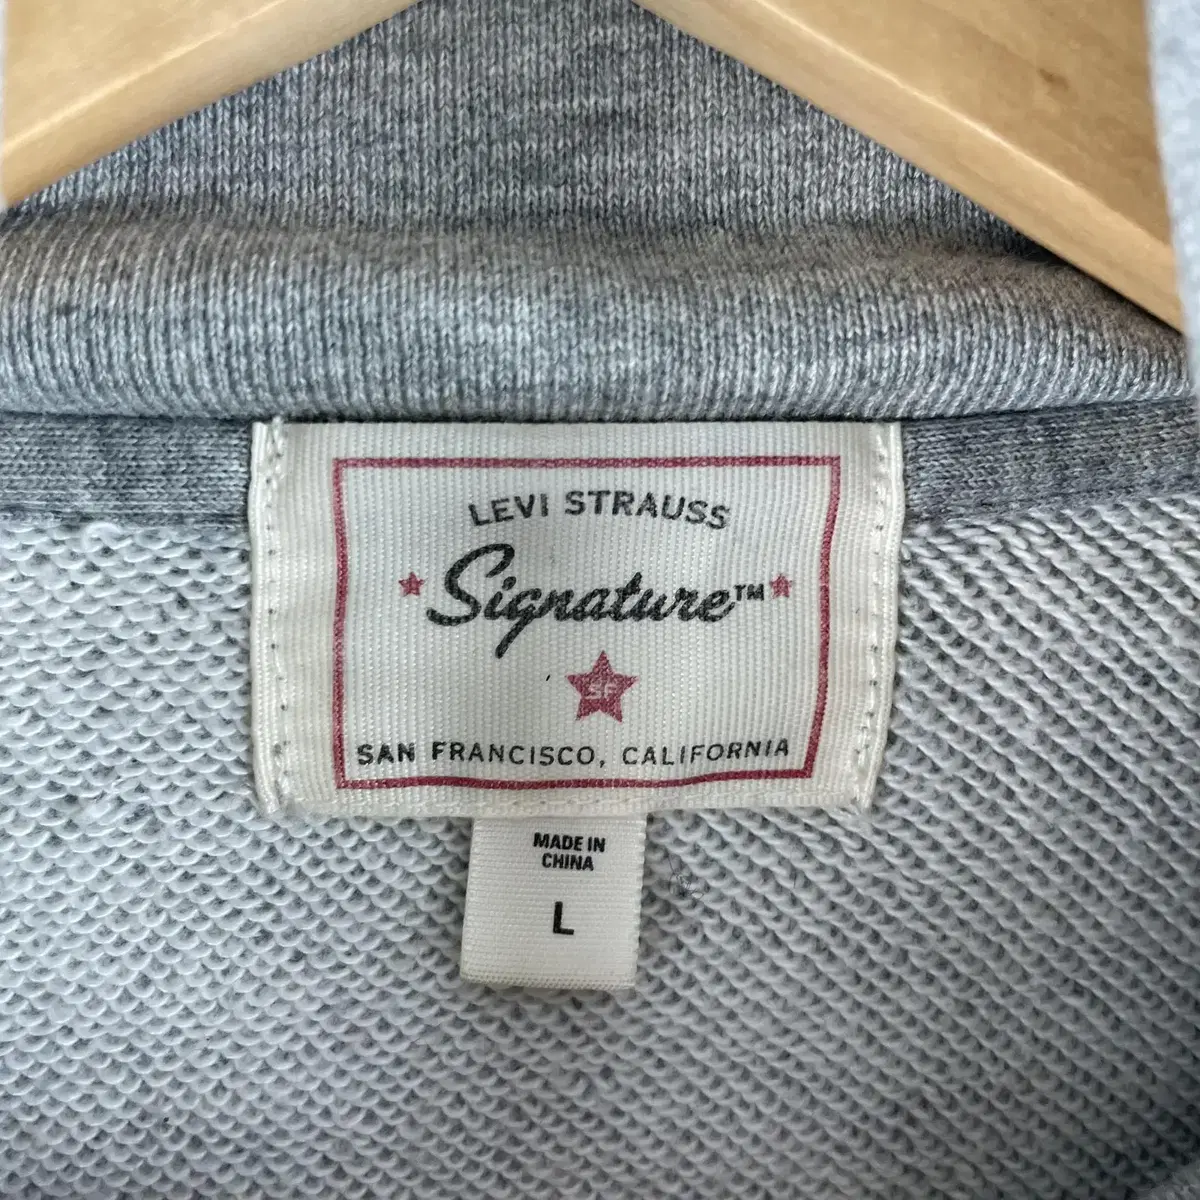 LEVI STRAUSS
Signature™
SF
SAN FRANCISCO, CALIFORNIA
MADE IN
CHINA
L